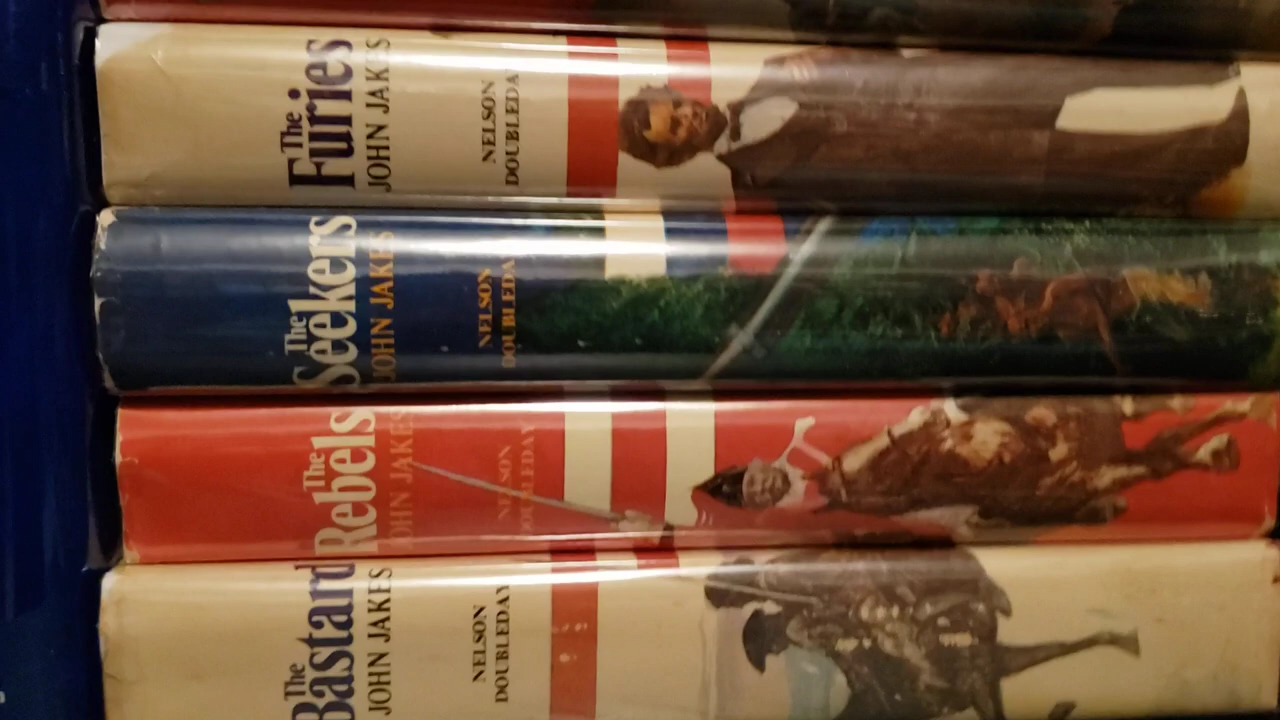 The
Furies
JOHN JAKES
NELSON
DOUBLEDAY
The
Seekers
JOHN JAKES
NELSON
DOUBLEDA
The
Rebels
JOHN JAKES
NELSON
DOUBLEDAY
The
Bastard
JOHN JAKES
NELSON
DOUBLEDAY